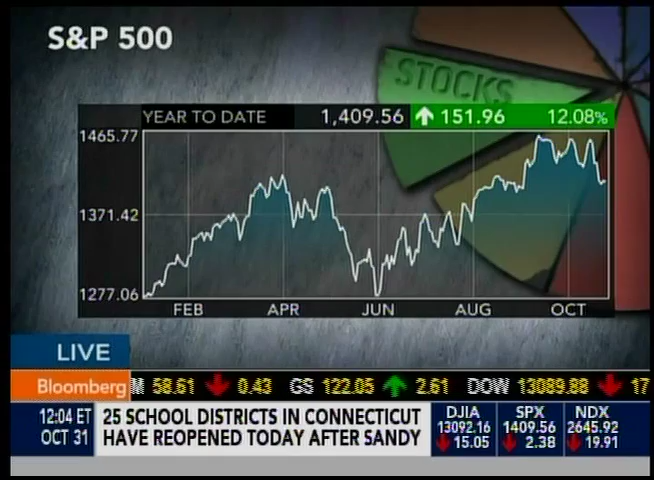 S&P 500
STOCKS
YEAR TO DATE 1,409.56 151.96 12.08%
1465.77
1371.42
1277.06
FEB APR JUN AUG OCT
LIVE
Bloomberg
M 58.61 0.43 GS 122.05 2.61 DOW 13089.88 17
12:04 ET
OCT 31
25 SCHOOL DISTRICTS IN CONNECTICUT
HAVE REOPENED TODAY AFTER SANDY
DJIA SPX NDX
13092.16 1409.56 2645.92
15.05 2.38 19.91